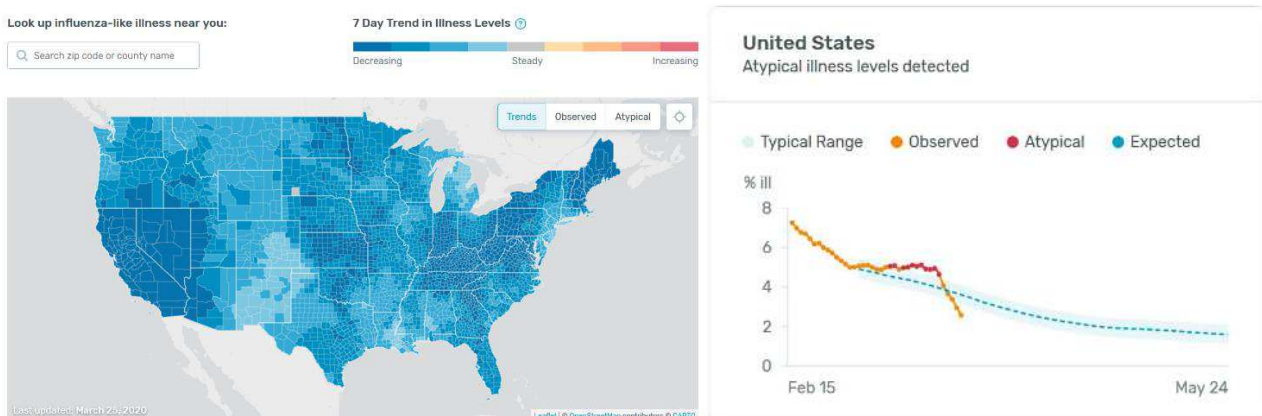 Look up influenza-like illness near you:
Search zip code or county name
7 Day Trend in Illness Levels ?
Decreasing Steady Increasing
Trends Observed Atypical
Last updated: March 25, 2020
Leaflet | © OpenStreetMap contributors © CARTO
United States
Atypical illness levels detected
Typical Range Observed Atypical Expected
% ill
8
6
4
2
0
Feb 15 May 24